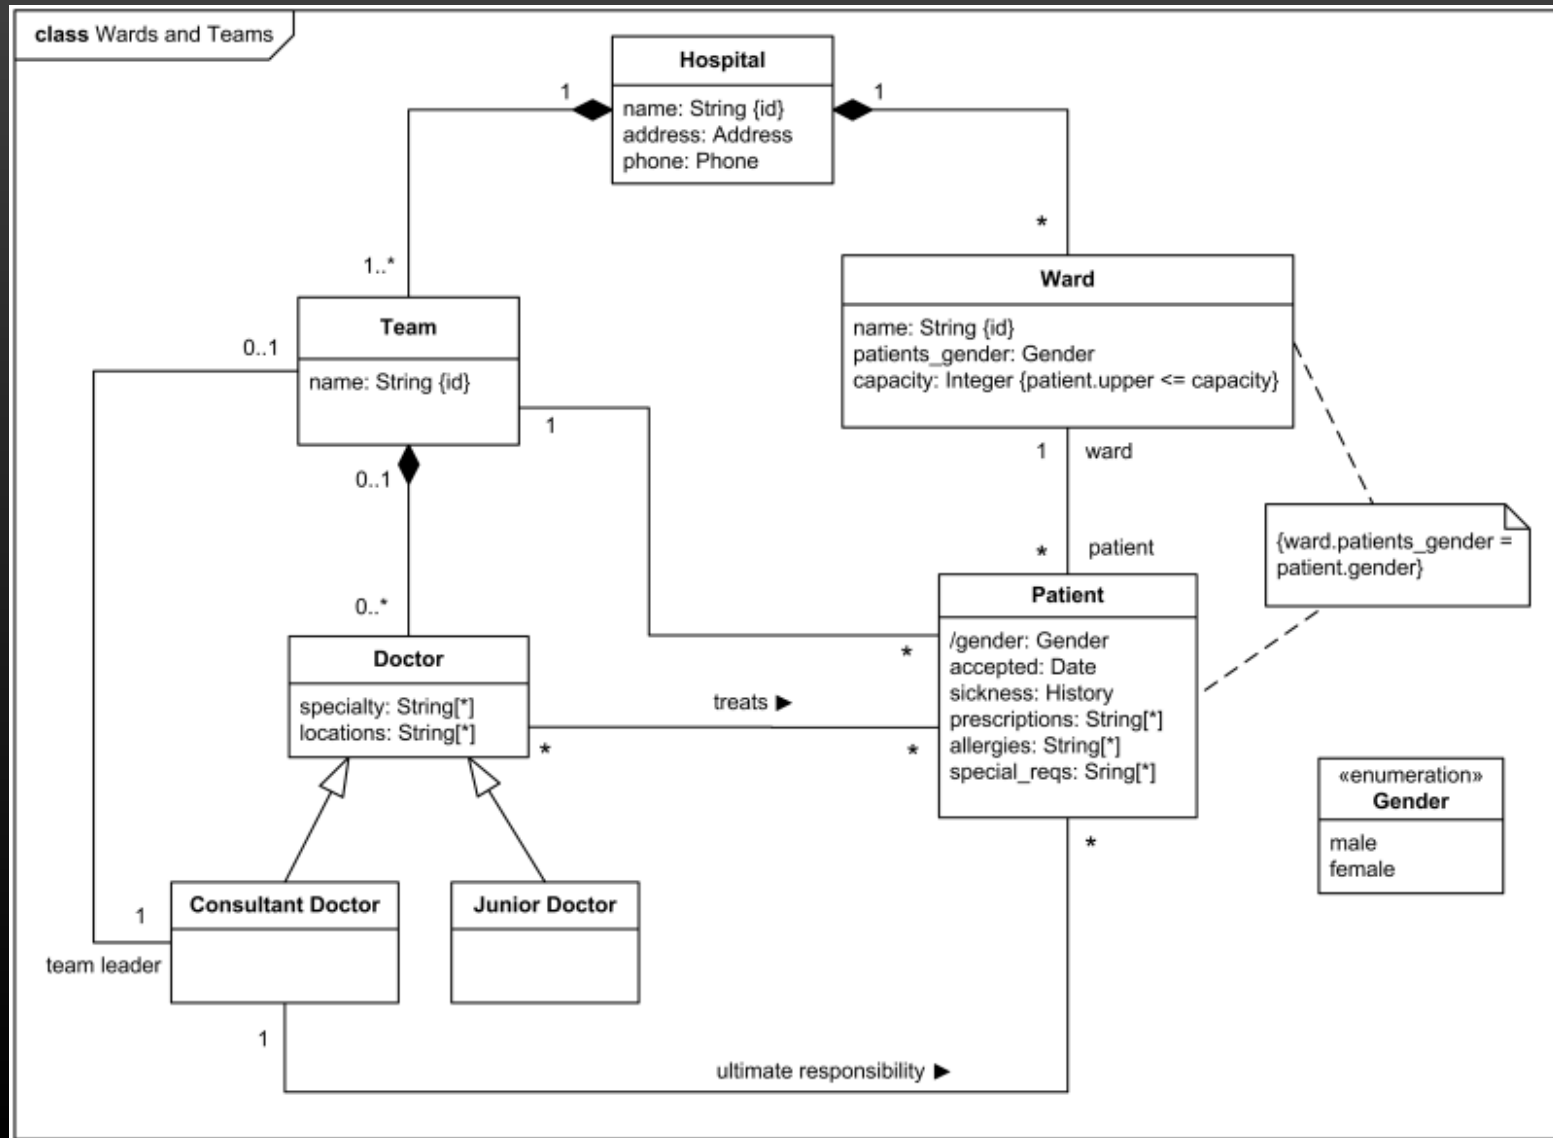 class Wards and Teams
Hospital
name: String {id}
address: Address
phone: Phone
1
1
1..*
*
Team
name: String {id}
0..1
1
0..1
Ward
name: String {id}
patients_gender: Gender
capacity: Integer {patient.upper <= capacity}
1
ward
*
patient
{ward.patients_gender =
patient.gender}
0..*
Doctor
specialty: String[*]
locations: String[*]
*
treats ►
*
*
Patient
/gender: Gender
accepted: Date
sickness: History
prescriptions: String[*]
allergies: String[*]
special_reqs: Sring[*]
*
«enumeration»
Gender
male
female
Consultant Doctor
Junior Doctor
1
team leader
1
ultimate responsibility ►